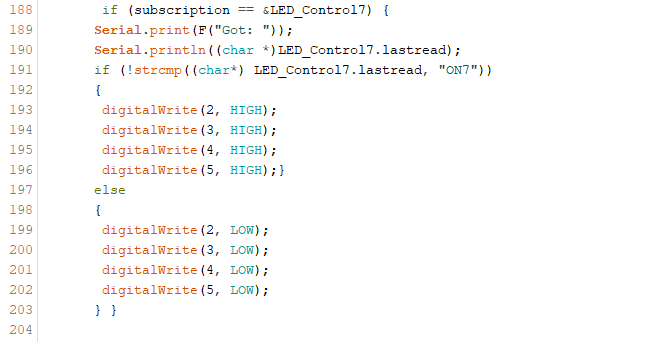 188 if (subscription == &LED_Control7) {
189 Serial.print(F("Got: "));
190 Serial.println((char *)LED_Control7.lastread);
191 if (!strcmp((char*) LED_Control7.lastread, "ON7"))
192 {
193 digitalWrite(2, HIGH);
194 digitalWrite(3, HIGH);
195 digitalWrite(4, HIGH);
196 digitalWrite(5, HIGH);}
197 else
198 {
199 digitalWrite(2, LOW);
200 digitalWrite(3, LOW);
201 digitalWrite(4, LOW);
202 digitalWrite(5, LOW);
203 } }
204